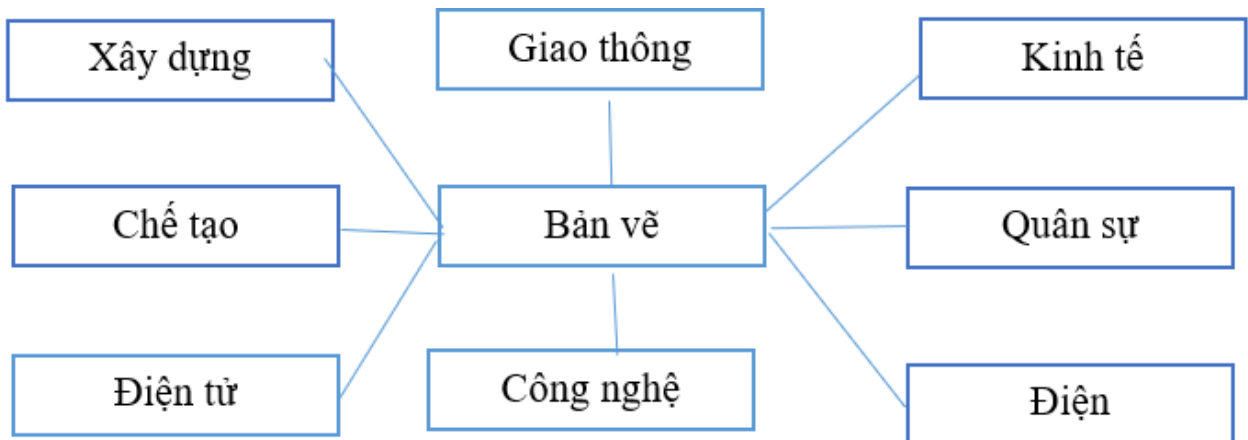 Xây dựng
Giao thông
Kinh tế
Chế tạo
Bản vẽ
Quân sự
Điện tử
Công nghệ
Điện